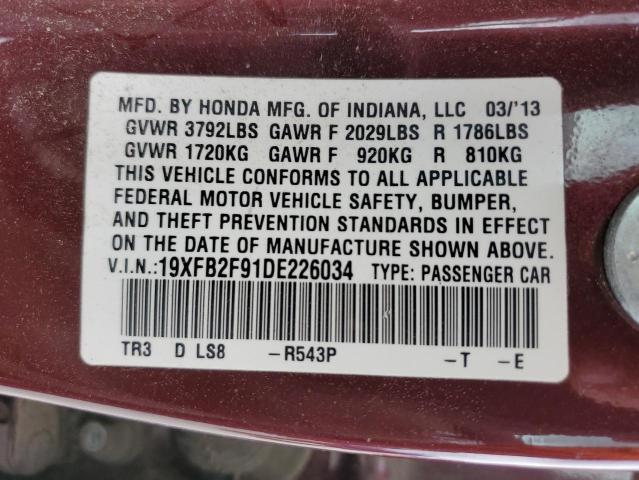 MFD. BY HONDA MFG. OF INDIANA, LLC 03/'13
GVWR 3792LBS GAWR F 2029LBS R 1786LBS
GVWR 1720KG GAWR F 920KG R 810KG
THIS VEHICLE CONFORMS TO ALL APPLICABLE
FEDERAL MOTOR VEHICLE SAFETY, BUMPER,
AND THEFT PREVENTION STANDARDS IN EFFECT
ON THE DATE OF MANUFACTURE SHOWN ABOVE.
V.I.N.:19XFB2F91DE226034 TYPE: PASSENGER CAR
TR3 D LS8 -R543P -T -E